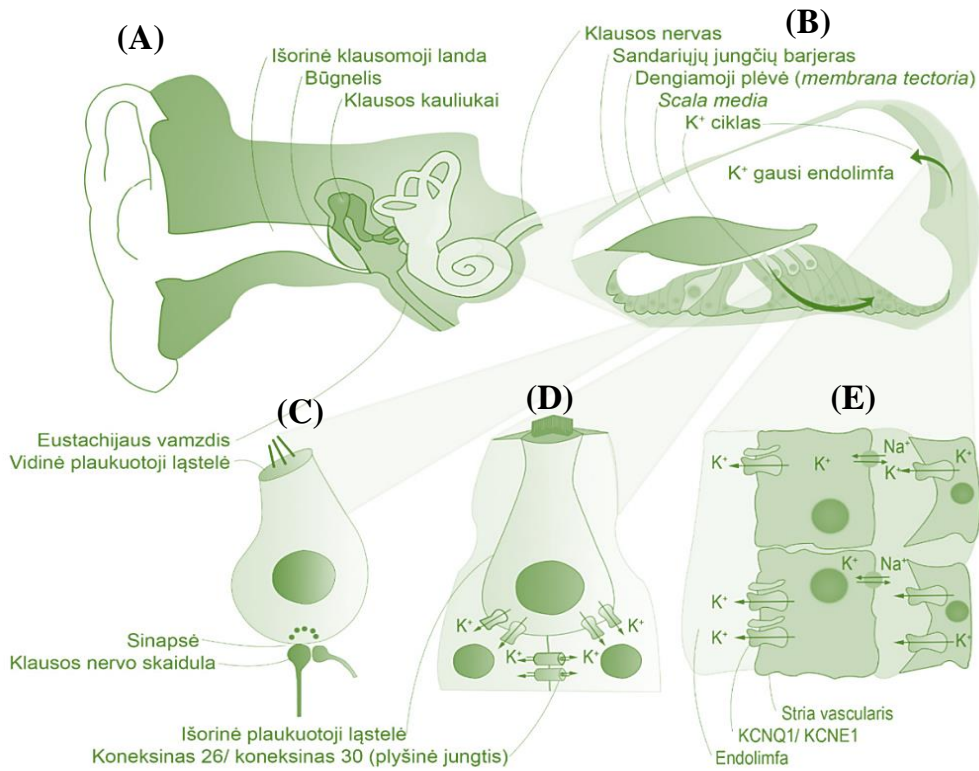 (A)
Išorinė klausomoji landa
Būgnelis
Klausos kauliukai
(B)
Klausos nervas
Sandariųjų jungčių barjeras
Dengiamoji plėvė (membrana tectoria)
Scala media
K⁺ ciklas
K⁺ gausi endolimfa
Eustachijaus vamzdis
Vidinė plaukuotoji ląstelė
(C)
Sinapsė
Klausos nervo skaidula
(D)
K⁺ K⁺
K⁺ K⁺
Išorinė plaukuotoji ląstelė
Koneksinas 26/ koneksinas 30 (plyšinė jungtis)
(E)
Na⁺
K⁺ K⁺ K⁺ K⁺
K⁺ Na⁺
K⁺
K⁺ K⁺
Stria vascularis
KCNQ1/ KCNE1
Endolimfa